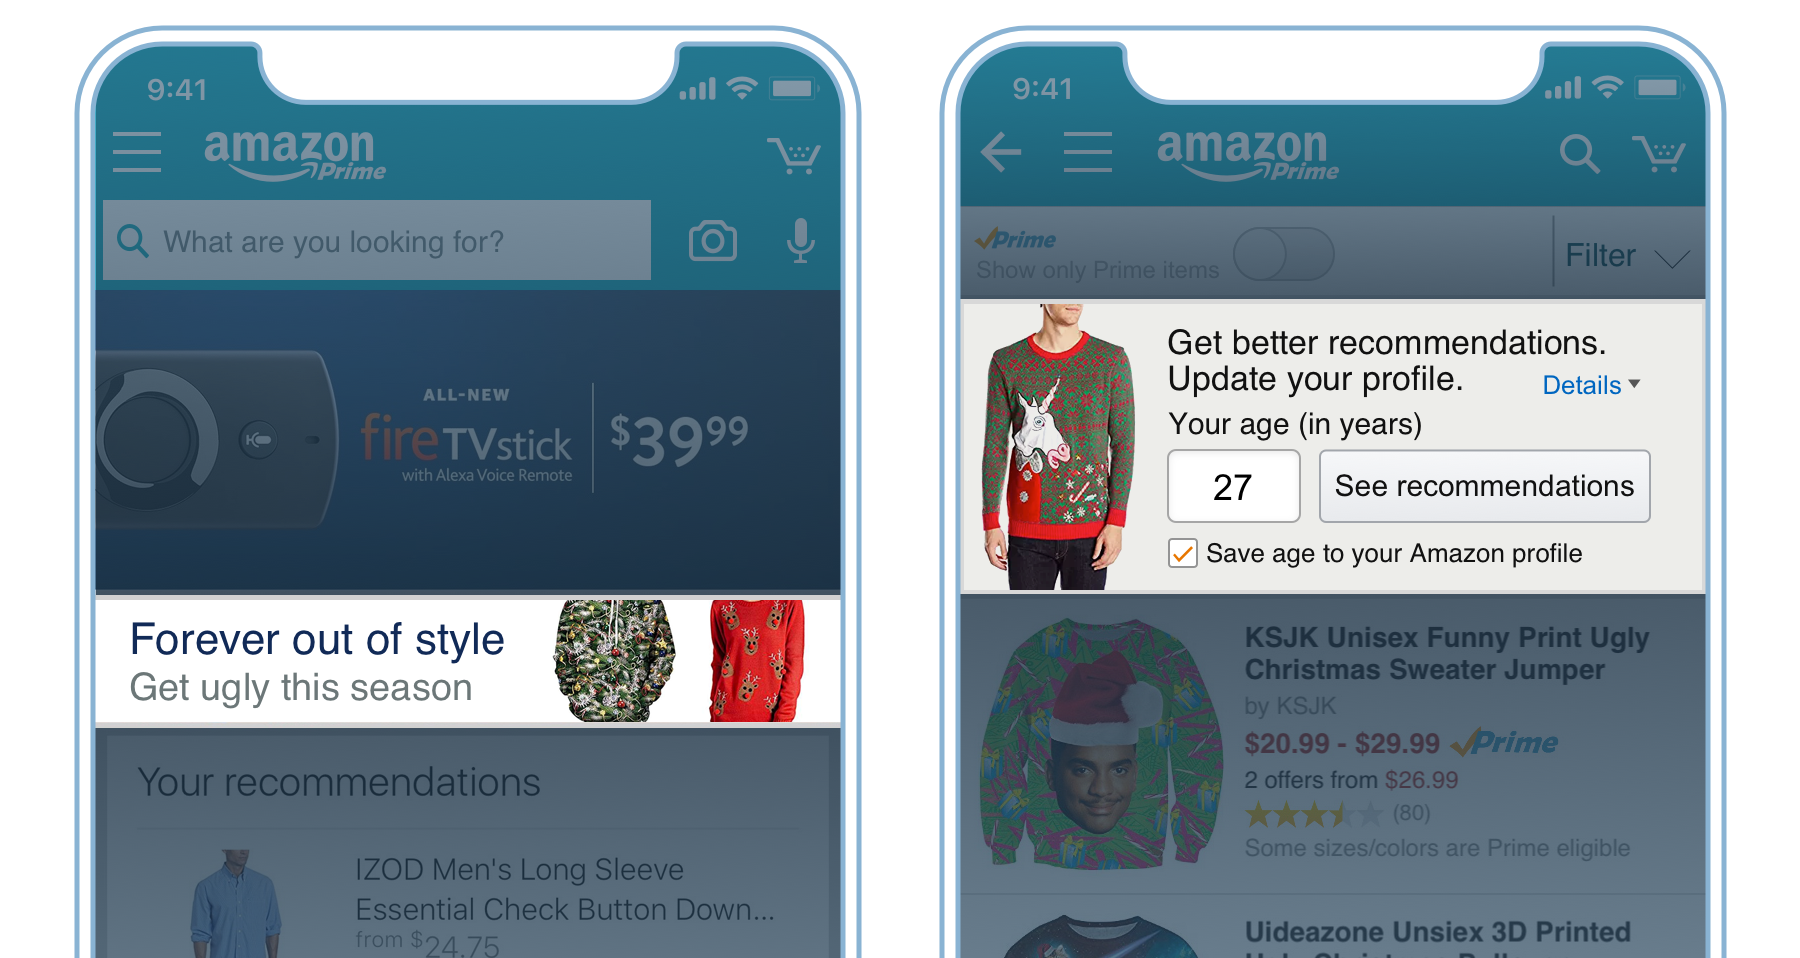 9:41
amazon
Prime
What are you looking for?
ALL-NEW
fireTVstick
with Alexa Voice Remote
$39 99
Forever out of style
Get ugly this season
Your recommendations
IZOD Men's Long Sleeve
Essential Check Button Down...
from $24.75
9:41
amazon
Prime
Prime
Show only Prime items
Filter
Get better recommendations.
Update your profile.
Details
Your age (in years)
27
See recommendations
Save age to your Amazon profile
KSJK Unisex Funny Print Ugly
Christmas Sweater Jumper
by KSJK
$20.99 - $29.99 Prime
2 offers from $26.99
(80)
Some sizes/colors are Prime eligible
Uideazone Unsiex 3D Printed